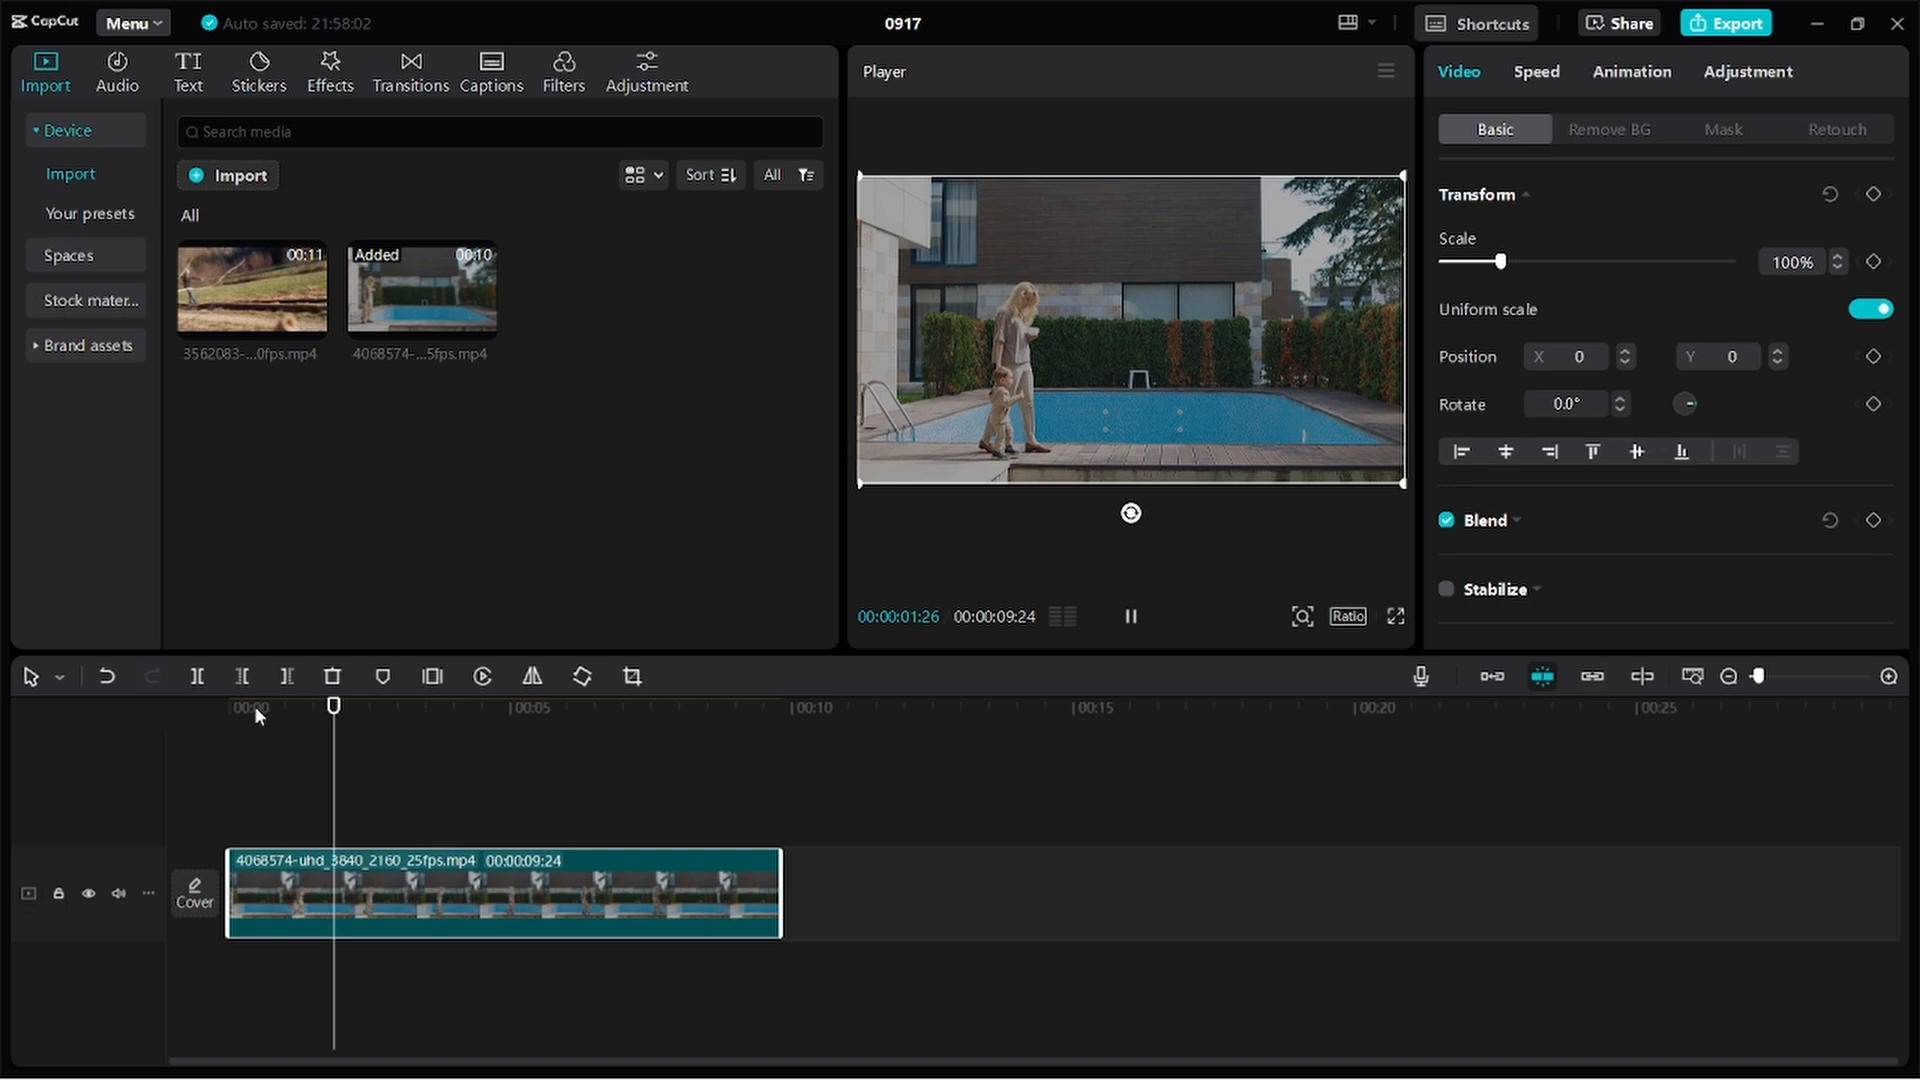 CapCut
Menu
Auto saved: 21:58:02
0917
Shortcuts
Share
Export
Import
Audio
Text
Stickers
Effects
Transitions
Captions
Filters
Adjustment
Device
Import
Your presets
Spaces
Stock mater...
Brand assets
Search media
Import
Sort
All
All
00:11
3562083-...0fps.mp4
Added
00:10
4068574-...5fps.mp4
Player
00:00:01:26
00:00:09:24
Ratio
Video
Speed
Animation
Adjustment
Basic
Remove BG
Mask
Retouch
Transform
Scale
100%
Uniform scale
Position
X 0
Y 0
Rotate
0.0°
Blend
Stabilize
00:00
00:05
00:10
00:15
00:20
00:25
Cover
4068574-uhd_3840_2160_25fps.mp4 00:00:09:24